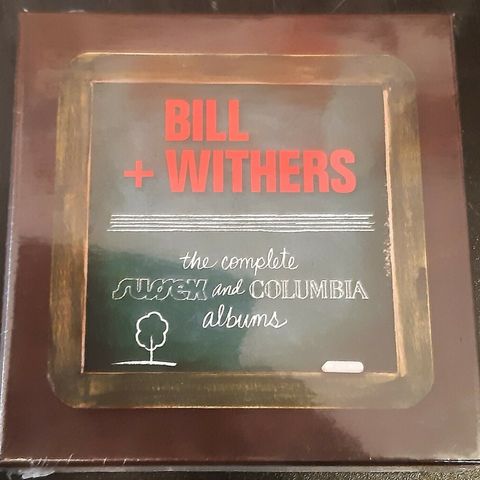 BILL
+ WITHERS
the complete
SUSSEX and COLUMBIA
albums